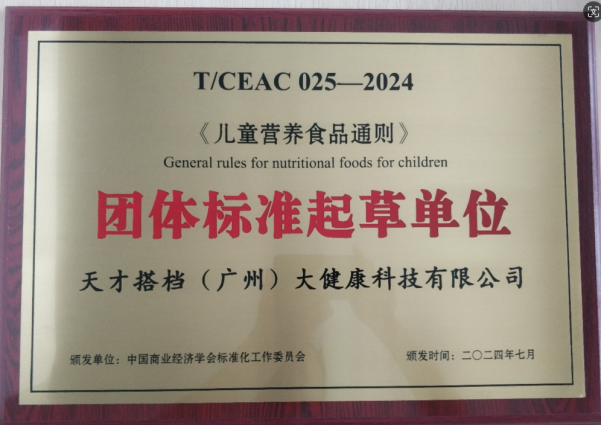 T/CEAC 025—2024
《儿童营养食品通则》
General rules for nutritional foods for children
团体标准起草单位
天才搭档（广州）大健康科技有限公司
颁发单位：中国商业经济学会标准化工作委员会
颁发时间：二〇二四年七月